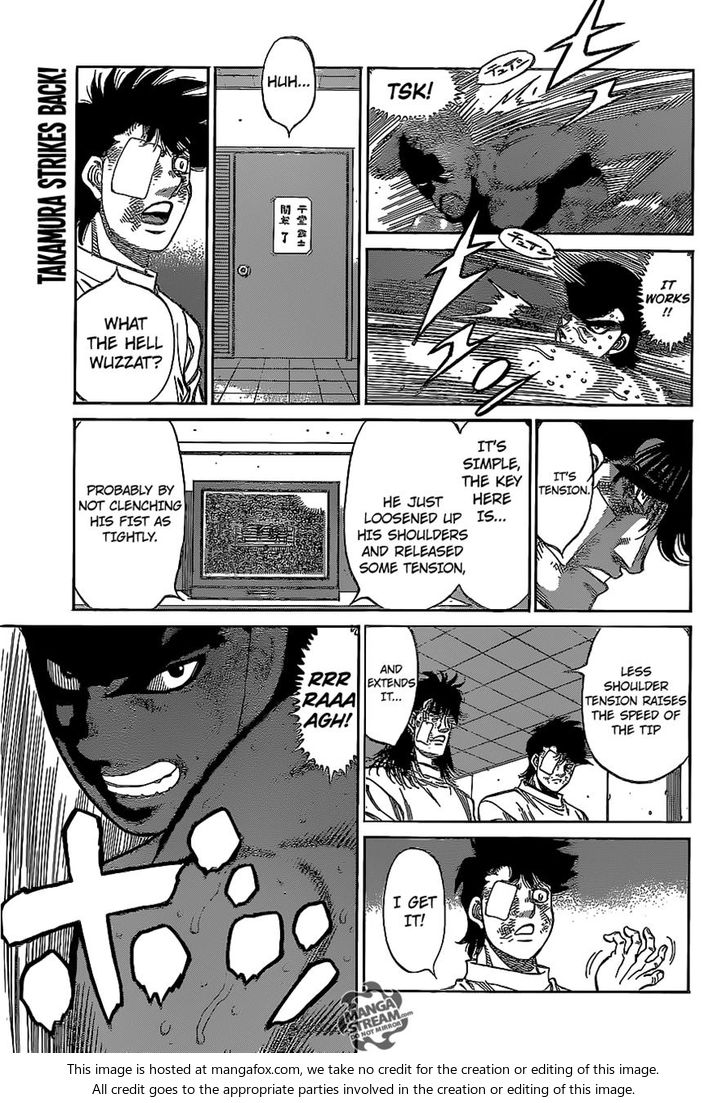 TSK!
IT
WORKS
!!
HUH...
WHAT
THE HELL
WUZZAT?
TAKAMURA STRIKES BACK!
IT'S
TENSION.
IT'S
SIMPLE,
THE KEY
HERE
IS...
HE JUST
LOOSENED UP
HIS SHOULDERS
AND RELEASED
SOME TENSION,
PROBABLY BY
NOT CLENCHING
HIS FIST AS
TIGHTLY.
LESS
SHOULDER
TENSION RAISES
THE SPEED OF
THE TIP
AND
EXTENDS
IT...
I GET
IT!
RRR
RAAA
AGH!
MANGA
STREAM.COM
DO NOT MIRROR!
This image is hosted at mangafox.com, we take no credit for the creation or editing of this image.
All credit goes to the appropriate parties involved in the creation or editing of this image.